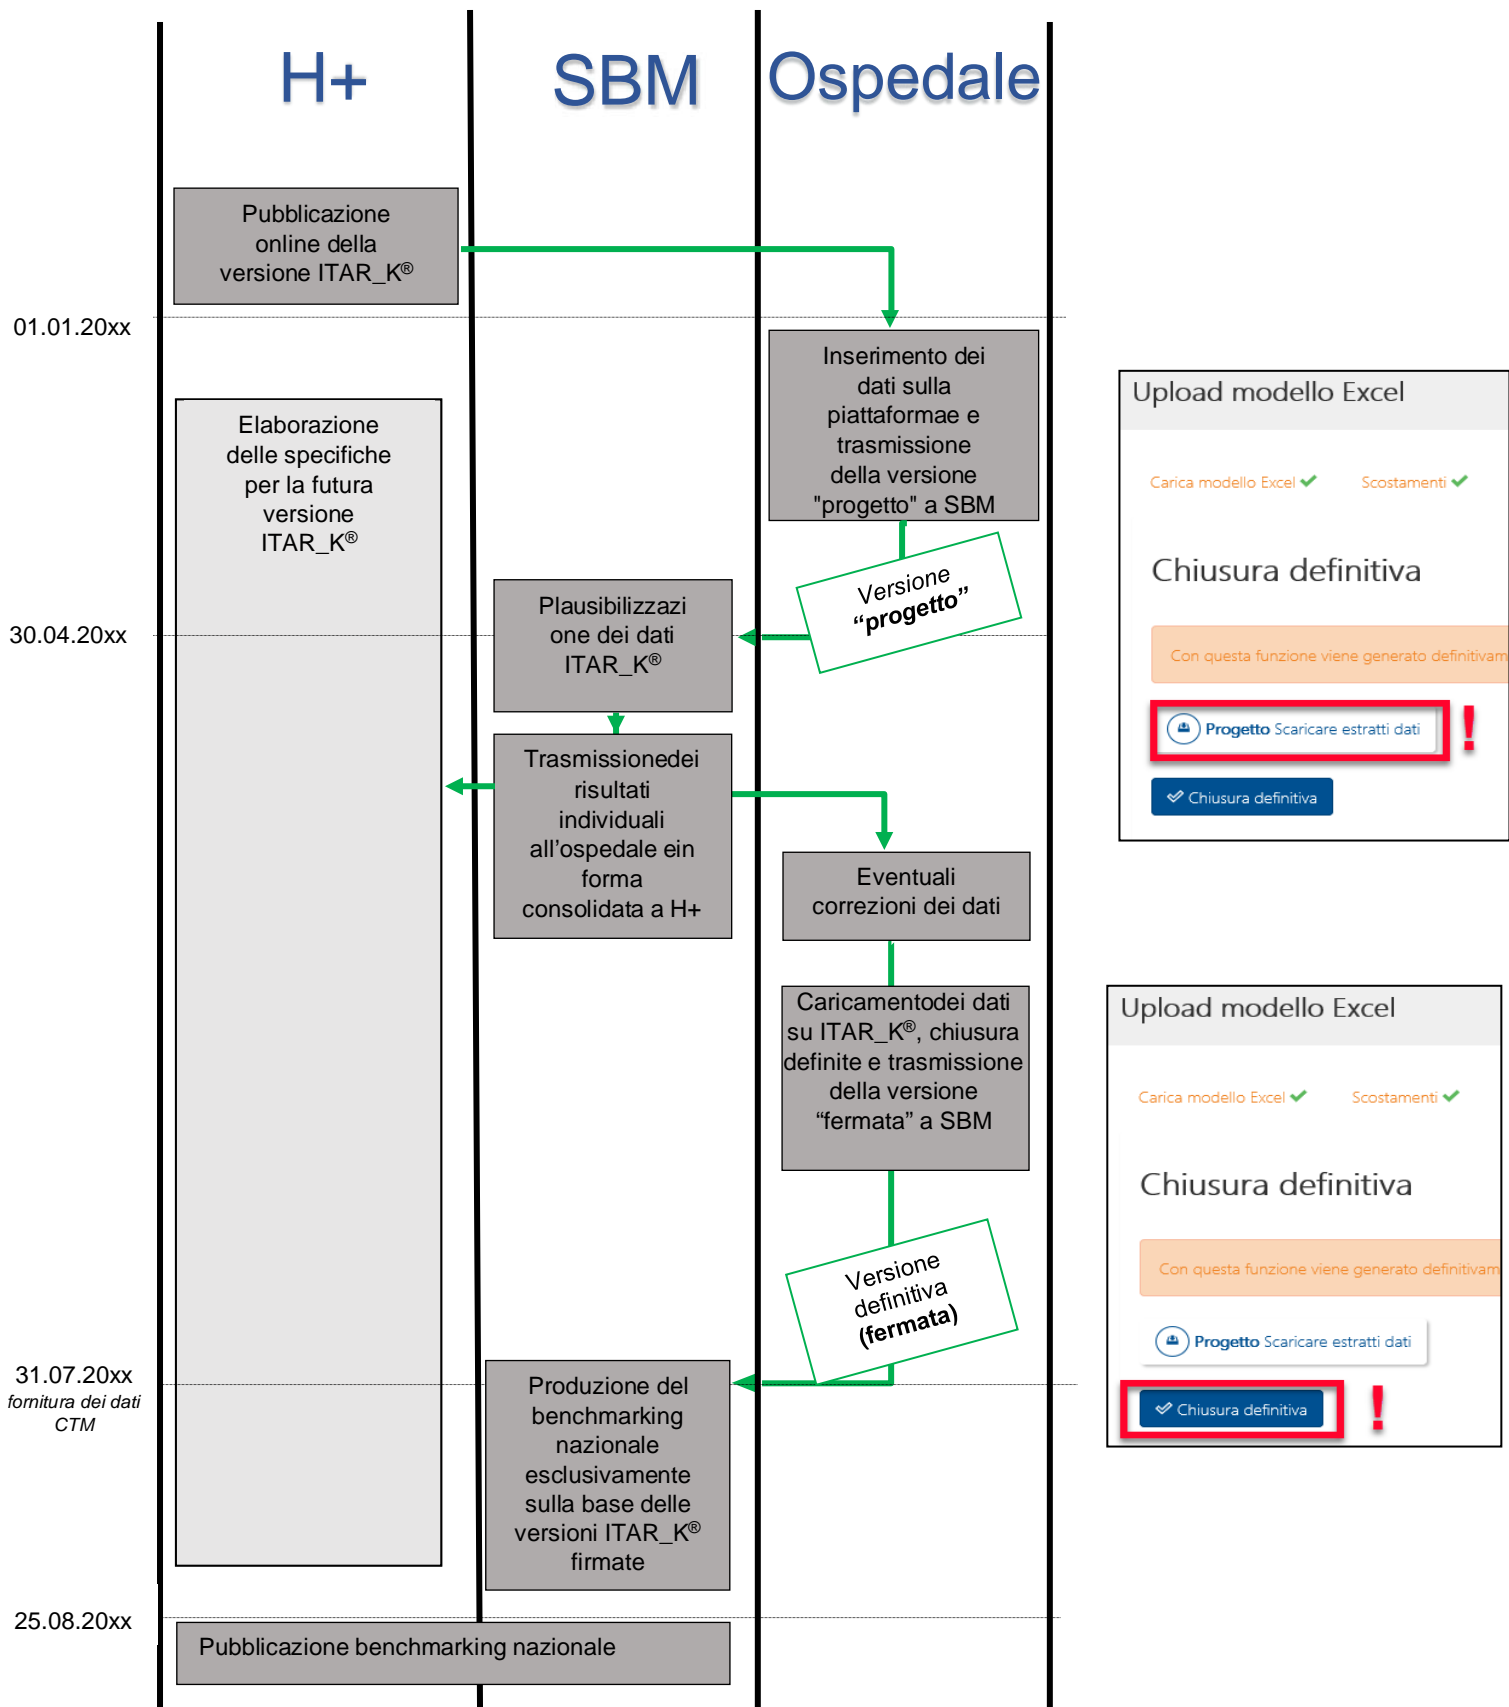 H+
SBM
Ospedale
Pubblicazione
online della
versione ITAR_K®
01.01.20xx
Inserimento dei
dati sulla
piattaformae e
trasmissione
della versione
"progetto" a SBM
Elaborazione
delle specifiche
per la futura
versione
ITAR_K®
Versione
“progetto”
30.04.20xx
Plausibilizzazi
one dei dati
ITAR_K®
Trasmissionedei
risultati
individuali
all’ospedale ein
forma
consolidata a H+
Eventuali
correzioni dei dati
Caricamentodei dati
su ITAR_K®, chiusura
definite e trasmissione
della versione
“fermata” a SBM
Versione
definitiva
(fermata)
31.07.20xx
fornitura dei dati
CTM
Produzione del
benchmarking
nazionale
esclusivamente
sulla base delle
versioni ITAR_K®
firmate
25.08.20xx
Pubblicazione benchmarking nazionale
Upload modello Excel
Carica modello Excel ✔ Scostamenti ✔
Chiusura definitiva
Con questa funzione viene generato definitivam
Progetto Scaricare estratti dati !
Chiusura definitiva
Upload modello Excel
Carica modello Excel ✔ Scostamenti ✔
Chiusura definitiva
Con questa funzione viene generato definitivam
Progetto Scaricare estratti dati
Chiusura definitiva !